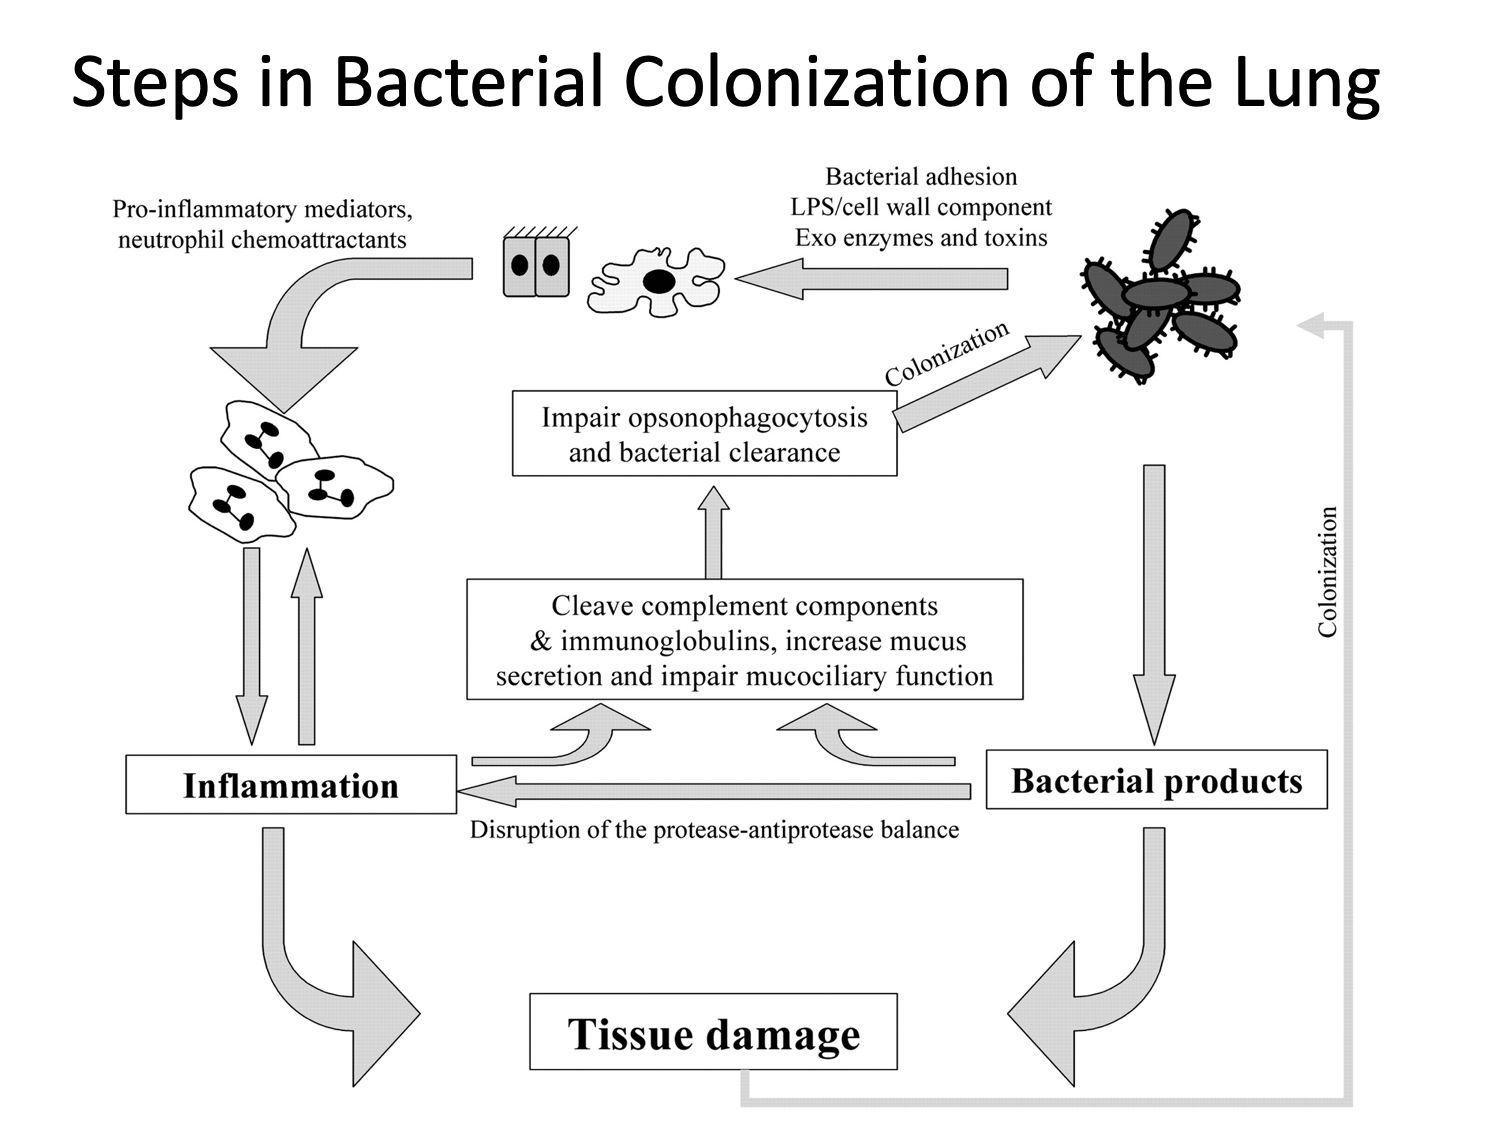 Steps in Bacterial Colonization of the Lung
Bacterial adhesion
LPS/cell wall component
Exo enzymes and toxins
Pro-inflammatory mediators,
neutrophil chemoattractants
Colonization
Impair opsonophagocytosis
and bacterial clearance
Colonization
Cleave complement components
& immunoglobulins, increase mucus
secretion and impair mucociliary function
Inflammation
Bacterial products
Disruption of the protease-antiprotease balance
Tissue damage